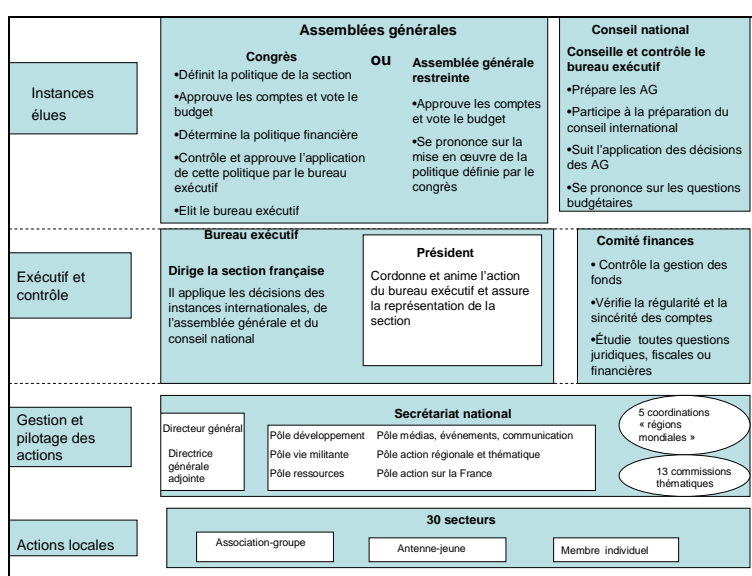 Instances
élues
Assemblées générales
Congrès
•Définit la politique de la section
•Approuve les comptes et vote le
budget
•Détermine la politique financière
•Contrôle et approuve l'application
de cette politique par le bureau
exécutif
•Elit le bureau exécutif
ou
Assemblée générale
restreinte
•Approuve les comptes
et vote le budget
•Se prononce sur la
mise en œuvre de la
politique définie par le
congrès
Conseil national
Conseille et contrôle le
bureau exécutif
•Prépare les AG
•Participe à la préparation du
conseil international
•Suit l'application des décisions
des AG
•Se prononce sur les questions
budgétaires
Exécutif et
contrôle
Bureau exécutif
Dirige la section française
Il applique les décisions des
instances internationales, de
l'assemblée générale et du
conseil national
Président
Cordonne et anime l'action
du bureau exécutif et assure
la représentation de la
section
Comité finances
• Contrôle la gestion des
fonds
•Vérifie la régularité et la
sincérité des comptes
•Étudie toutes questions
juridiques, fiscales ou
financières
Gestion et
pilotage des
actions
Directeur général
Directrice
générale
adjointe
Secrétariat national
Pôle développement Pôle médias, événements, communication
Pôle vie militante Pôle action régionale et thématique
Pôle ressources Pôle action sur la France
5 coordinations
« régions
mondiales »
13 commissions
thématiques
Actions locales
30 secteurs
Association-groupe
Antenne-jeune
Membre individuel